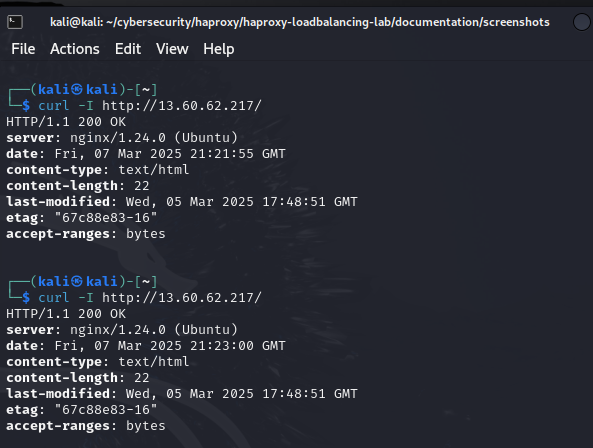 kali@kali: ~/cybersecurity/haproxy/haproxy-loadbalancing-lab/documentation/screenshots
File Actions Edit View Help
┌──(kali㉿kali)-[~]
└─$ curl -I http://13.60.62.217/
HTTP/1.1 200 OK
server: nginx/1.24.0 (Ubuntu)
date: Fri, 07 Mar 2025 21:21:55 GMT
content-type: text/html
content-length: 22
last-modified: Wed, 05 Mar 2025 17:48:51 GMT
etag: "67c88e83-16"
accept-ranges: bytes
┌──(kali㉿kali)-[~]
└─$ curl -I http://13.60.62.217/
HTTP/1.1 200 OK
server: nginx/1.24.0 (Ubuntu)
date: Fri, 07 Mar 2025 21:23:00 GMT
content-type: text/html
content-length: 22
last-modified: Wed, 05 Mar 2025 17:48:51 GMT
etag: "67c88e83-16"
accept-ranges: bytes